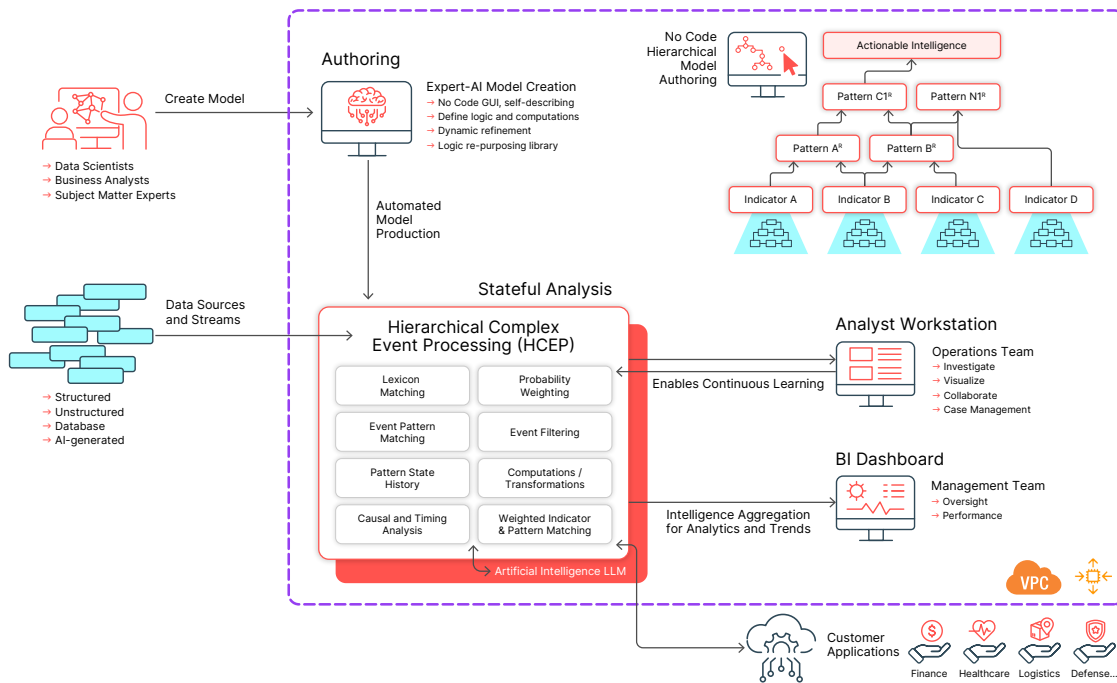 Authoring
Create Model
→ Data Scientists
→ Business Analysts
→ Subject Matter Experts
Expert-AI Model Creation
→ No Code GUI, self-describing
→ Define logic and computations
→ Dynamic refinement
→ Logic re-purposing library
No Code
Hierarchical
Model
Authoring
Actionable Intelligence
Pattern C1ᴿ
Pattern N1ᴿ
Pattern Aᴿ
Pattern Bᴿ
Indicator A
Indicator B
Indicator C
Indicator D
Automated
Model
Production
Data Sources
and Streams
→ Structured
→ Unstructured
→ Database
→ AI-generated
Stateful Analysis
Hierarchical Complex
Event Processing (HCEP)
Lexicon
Matching
Probability
Weighting
Event Pattern
Matching
Event Filtering
Pattern State
History
Computations /
Transformations
Causal and Timing
Analysis
Weighted Indicator
& Pattern Matching
Artificial Intelligence LLM
Enables Continuous Learning
Analyst Workstation
Operations Team
→ Investigate
→ Visualize
→ Collaborate
→ Case Management
Intelligence Aggregation
for Analytics and Trends
BI Dashboard
Management Team
→ Oversight
→ Performance
VPC
Customer
Applications
$
Finance
Healthcare
Logistics
Defense...